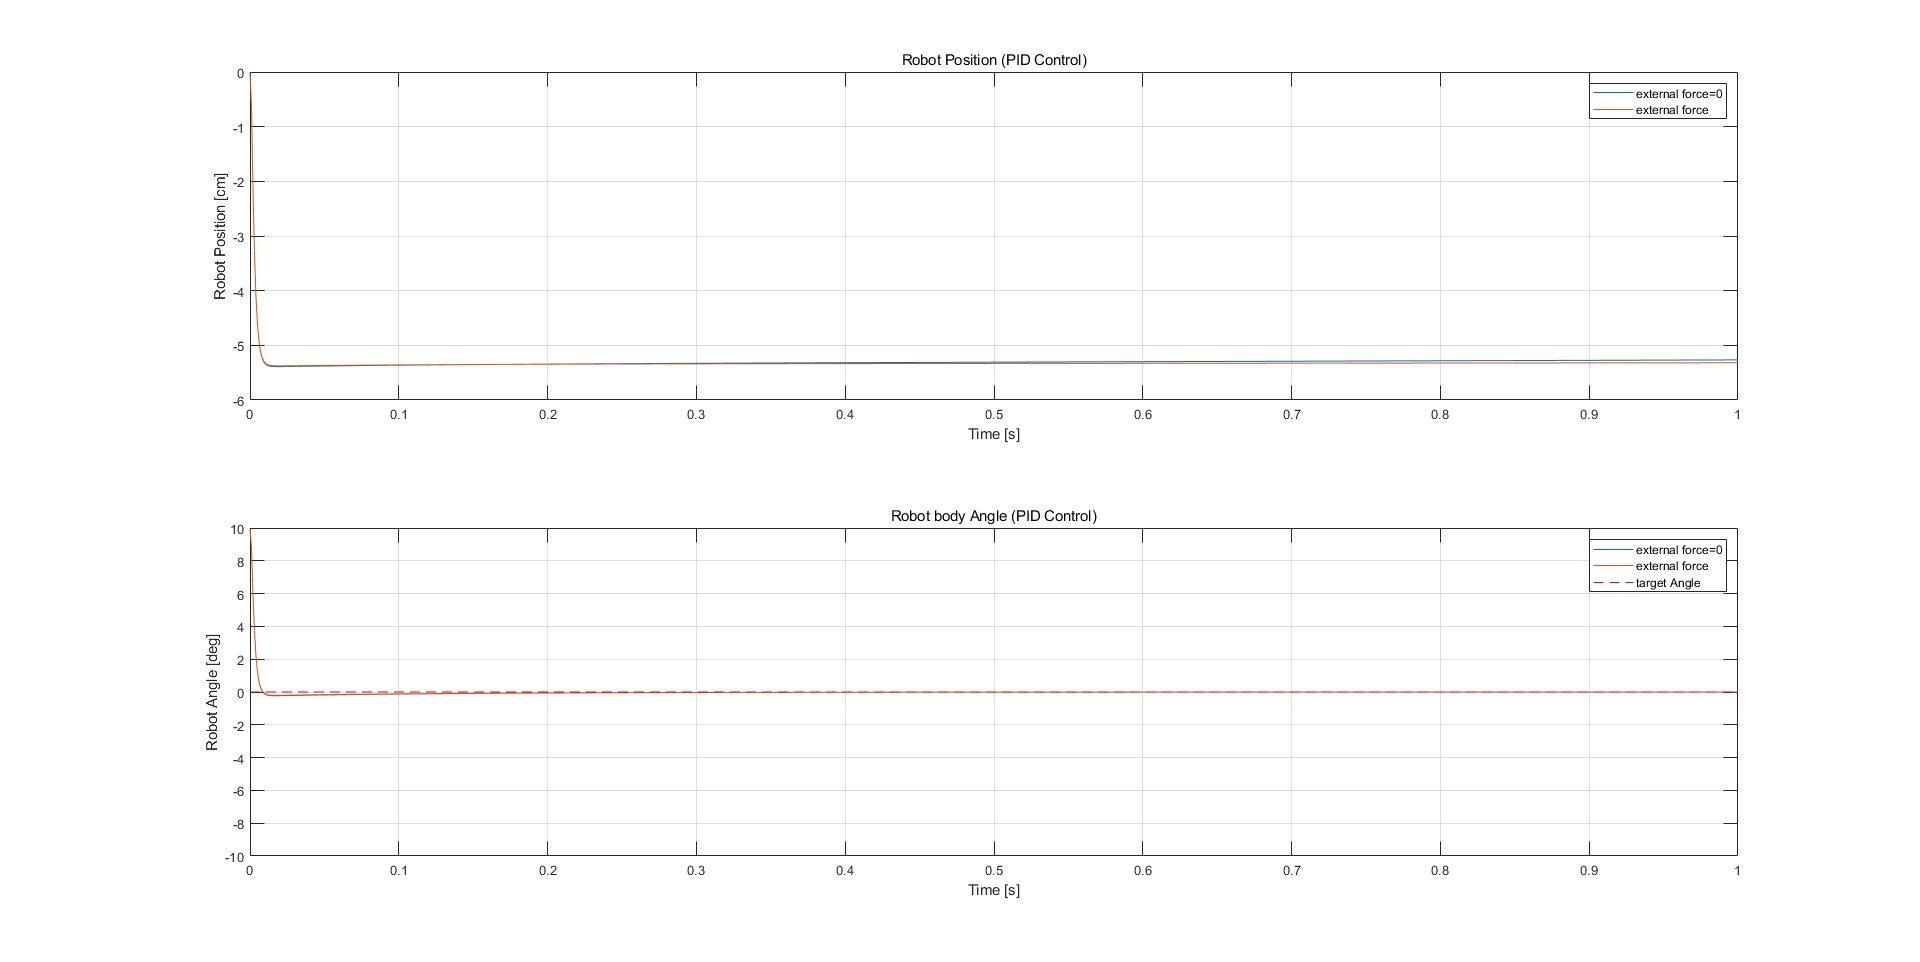 Robot Position (PID Control)
external force=0
external force
Robot Position [cm]
0
-1
-2
-3
-4
-5
-6
0 0.1 0.2 0.3 0.4 0.5 0.6 0.7 0.8 0.9 1
Time [s]
Robot body Angle (PID Control)
external force=0
external force
target Angle
Robot Angle [deg]
10
8
6
4
2
0
-2
-4
-6
-8
-10
0 0.1 0.2 0.3 0.4 0.5 0.6 0.7 0.8 0.9 1
Time [s]